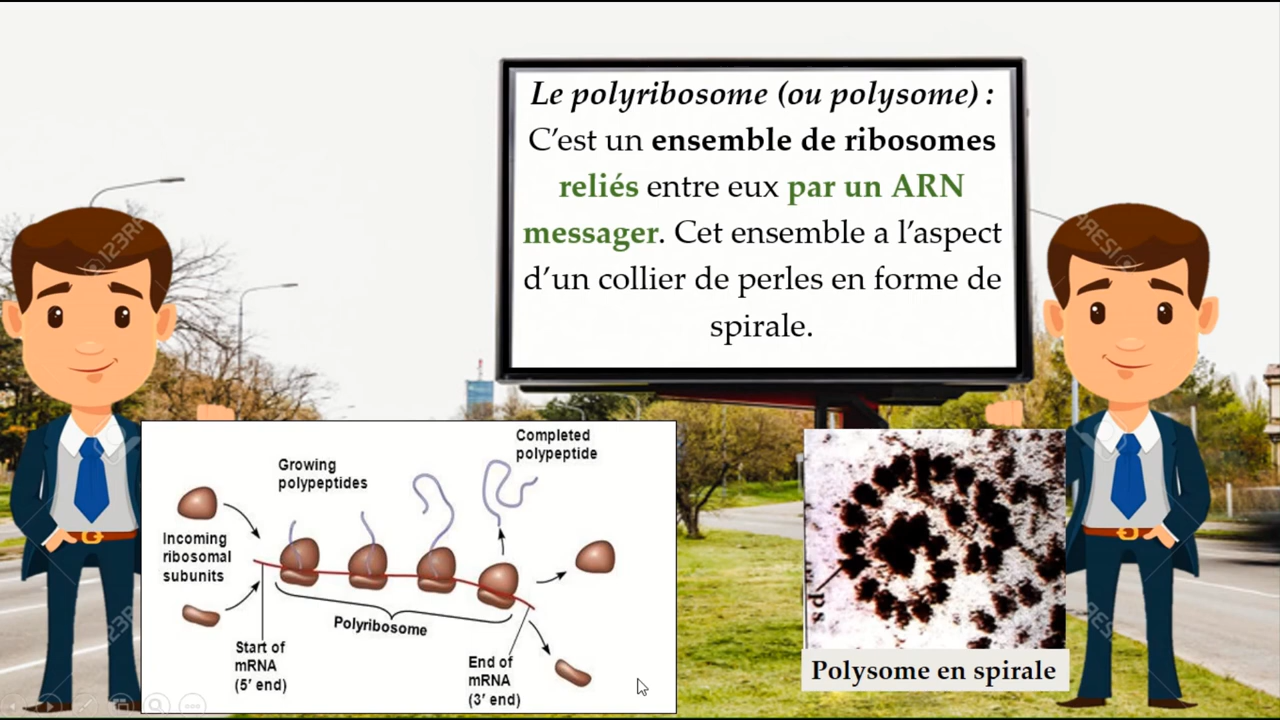 Le polyribosome (ou polysome) :
C’est un ensemble de ribosomes
reliés entre eux par un ARN
messager. Cet ensemble a l’aspect
d’un collier de perles en forme de
spirale.
Completed
polypeptide
Growing
polypeptides
Incoming
ribosomal
subunits
Polyribosome
Start of
mRNA
(5′ end)
End of
mRNA
(3′ end)
Polysome en spirale